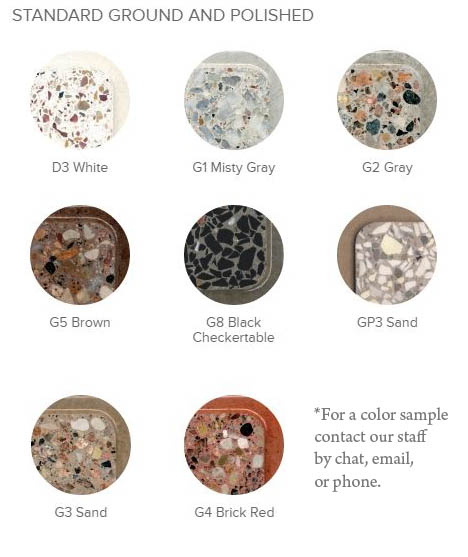 STANDARD GROUND AND POLISHED
D3 White
G1 Misty Gray
G2 Gray
G5 Brown
G8 Black
Checkertable
GP3 Sand
G3 Sand
G4 Brick Red
*For a color sample
contact our staff
by chat, email,
or phone.